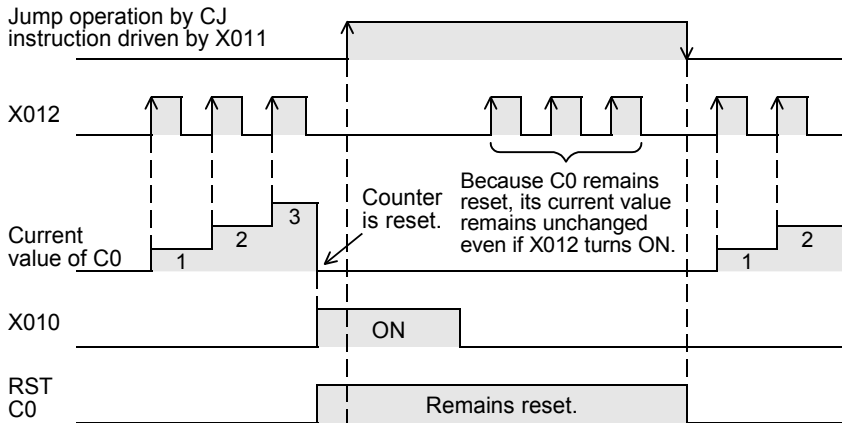 Jump operation by CJ
instruction driven by X011
X012
Because C0 remains
reset, its current value
remains unchanged
even if X012 turns ON.
Counter
is reset.
Current
value of C0
1
2
3
1
2
X010
ON
RST
C0
Remains reset.